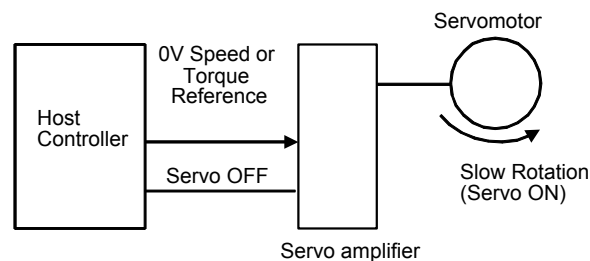 Servomotor
0V Speed or
Torque
Reference
Host
Controller
Servo OFF
Slow Rotation
(Servo ON)
Servo amplifier